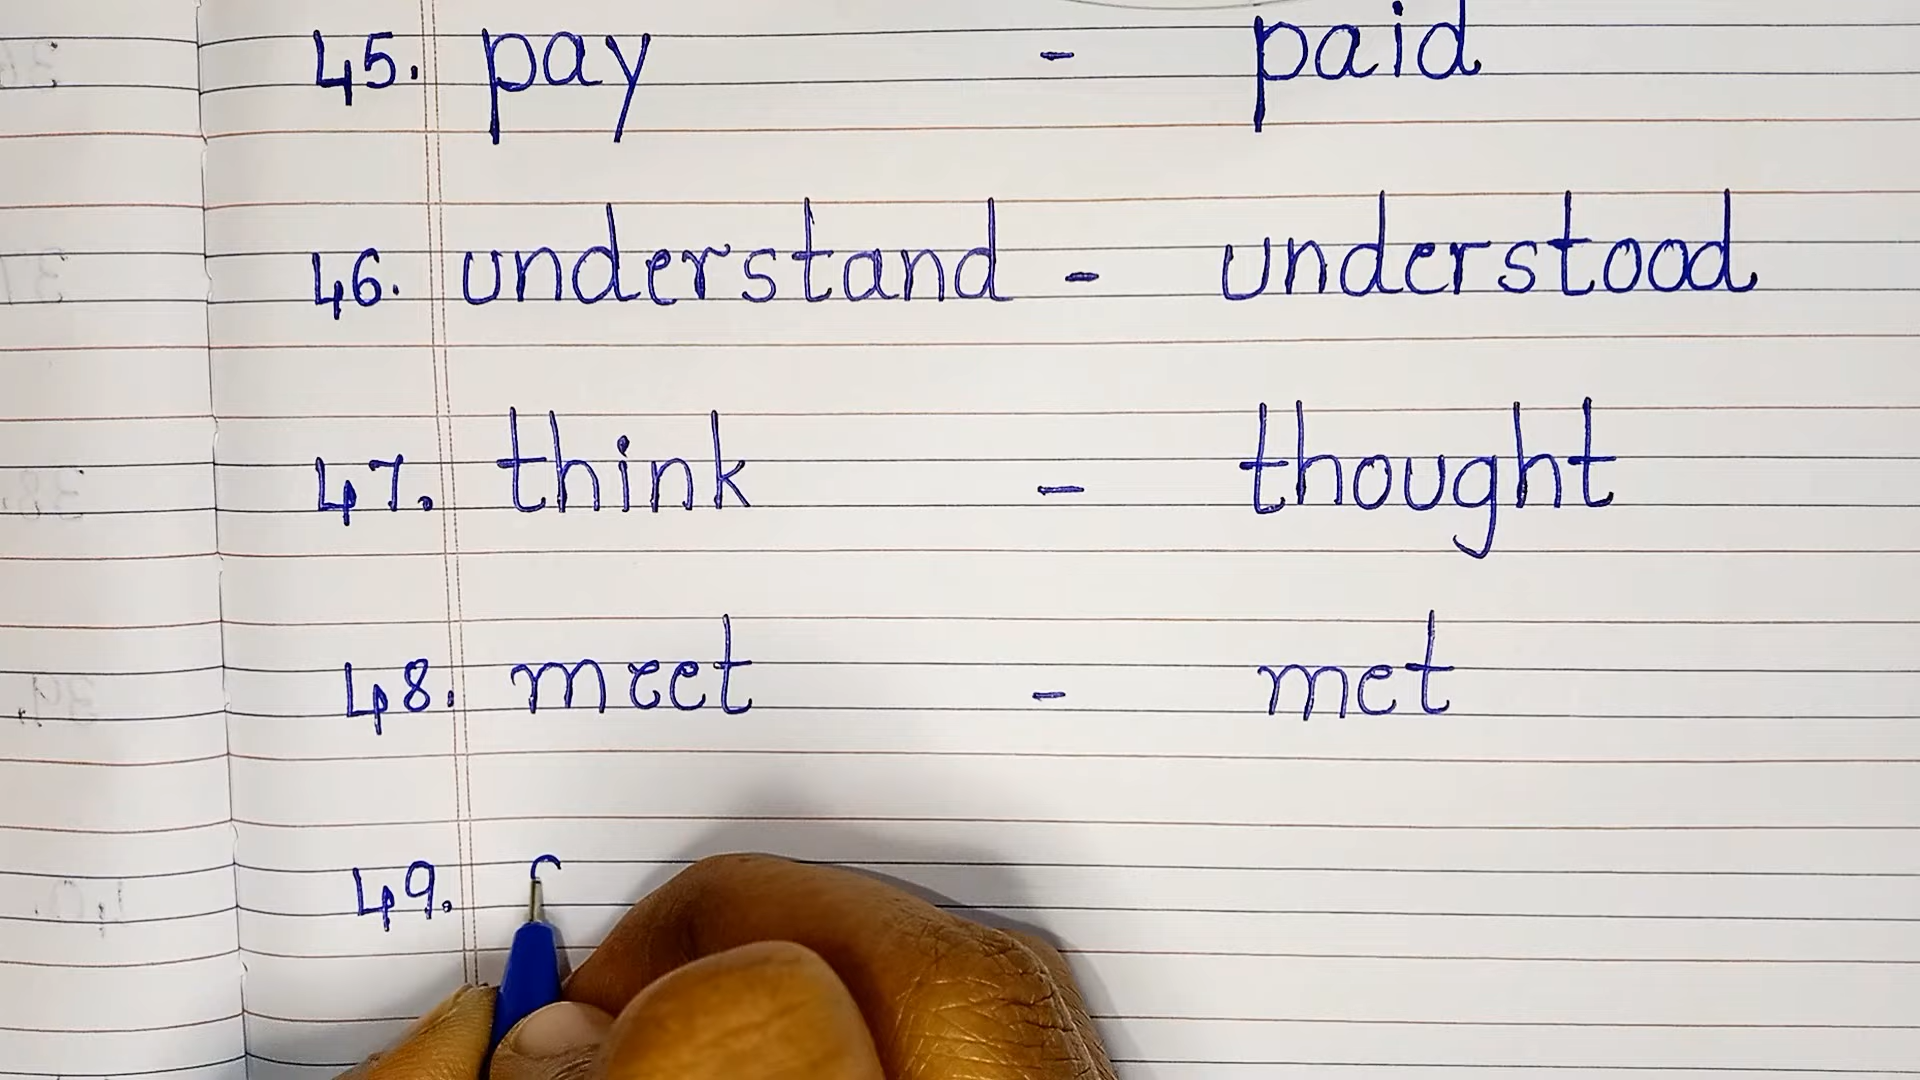 45. pay - paid
46. understand - understood
47. think - thought
48. meet - met
49.